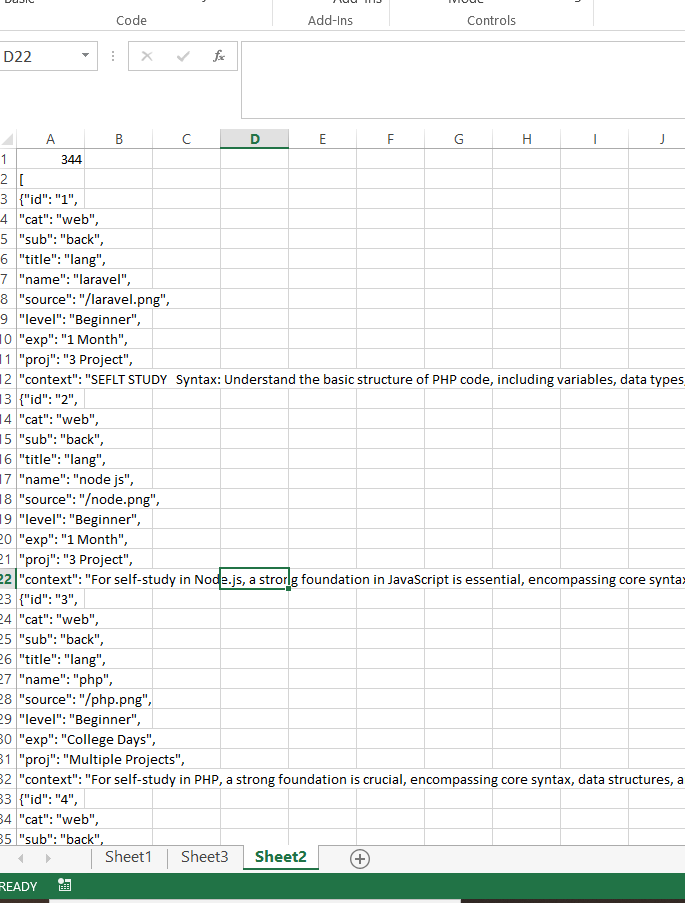 Code Add-Ins Controls
D22
fx
A B C D E F G H I J
1 344
2 [
3 {"id": "1",
4 "cat": "web",
5 "sub": "back",
6 "title": "lang",
7 "name": "laravel",
8 "source": "/laravel.png",
9 "level": "Beginner",
10 "exp": "1 Month",
11 "proj": "3 Project",
12 "context": "SEFLT STUDY   Syntax: Understand the basic structure of PHP code, including variables, data types,
13 {"id": "2",
14 "cat": "web",
15 "sub": "back",
16 "title": "lang",
17 "name": "node js",
18 "source": "/node.png",
19 "level": "Beginner",
20 "exp": "1 Month",
21 "proj": "3 Project",
22 "context": "For self-study in Node.js, a strong foundation in JavaScript is essential, encompassing core syntax
23 {"id": "3",
24 "cat": "web",
25 "sub": "back",
26 "title": "lang",
27 "name": "php",
28 "source": "/php.png",
29 "level": "Beginner",
30 "exp": "College Days",
31 "proj": "Multiple Projects",
32 "context": "For self-study in PHP, a strong foundation is crucial, encompassing core syntax, data structures, a
33 {"id": "4",
34 "cat": "web",
35 "sub": "back",
Sheet1 Sheet3 Sheet2
READY